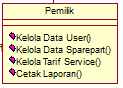 Pemilik
Kelola Data User()
Kelola Data Sparepart()
Kelola Tarif Service()
Cetak Laporan()